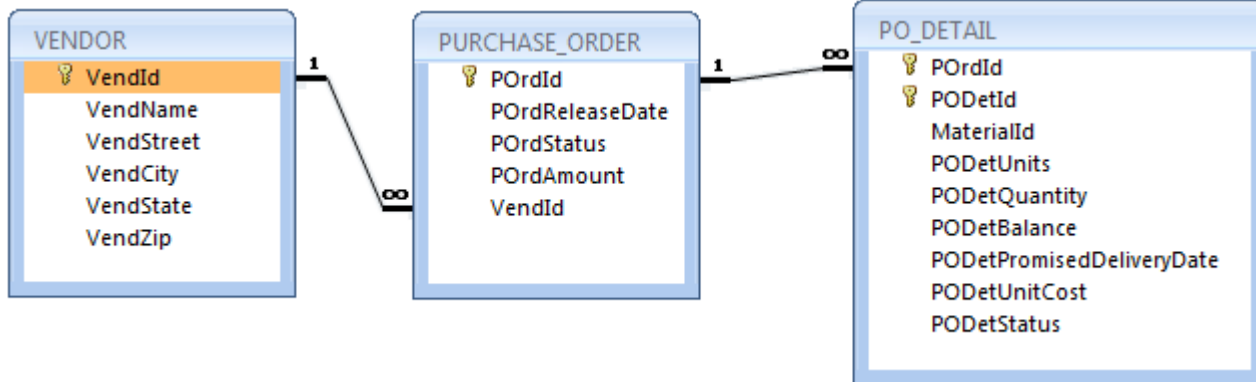 VENDOR
VendId
VendName
VendStreet
VendCity
VendState
VendZip
1
∞
PURCHASE_ORDER
POrdId
POrdReleaseDate
POrdStatus
POrdAmount
VendId
1
∞
PO_DETAIL
POrdId
PODetId
MaterialId
PODetUnits
PODetQuantity
PODetBalance
PODetPromisedDeliveryDate
PODetUnitCost
PODetStatus